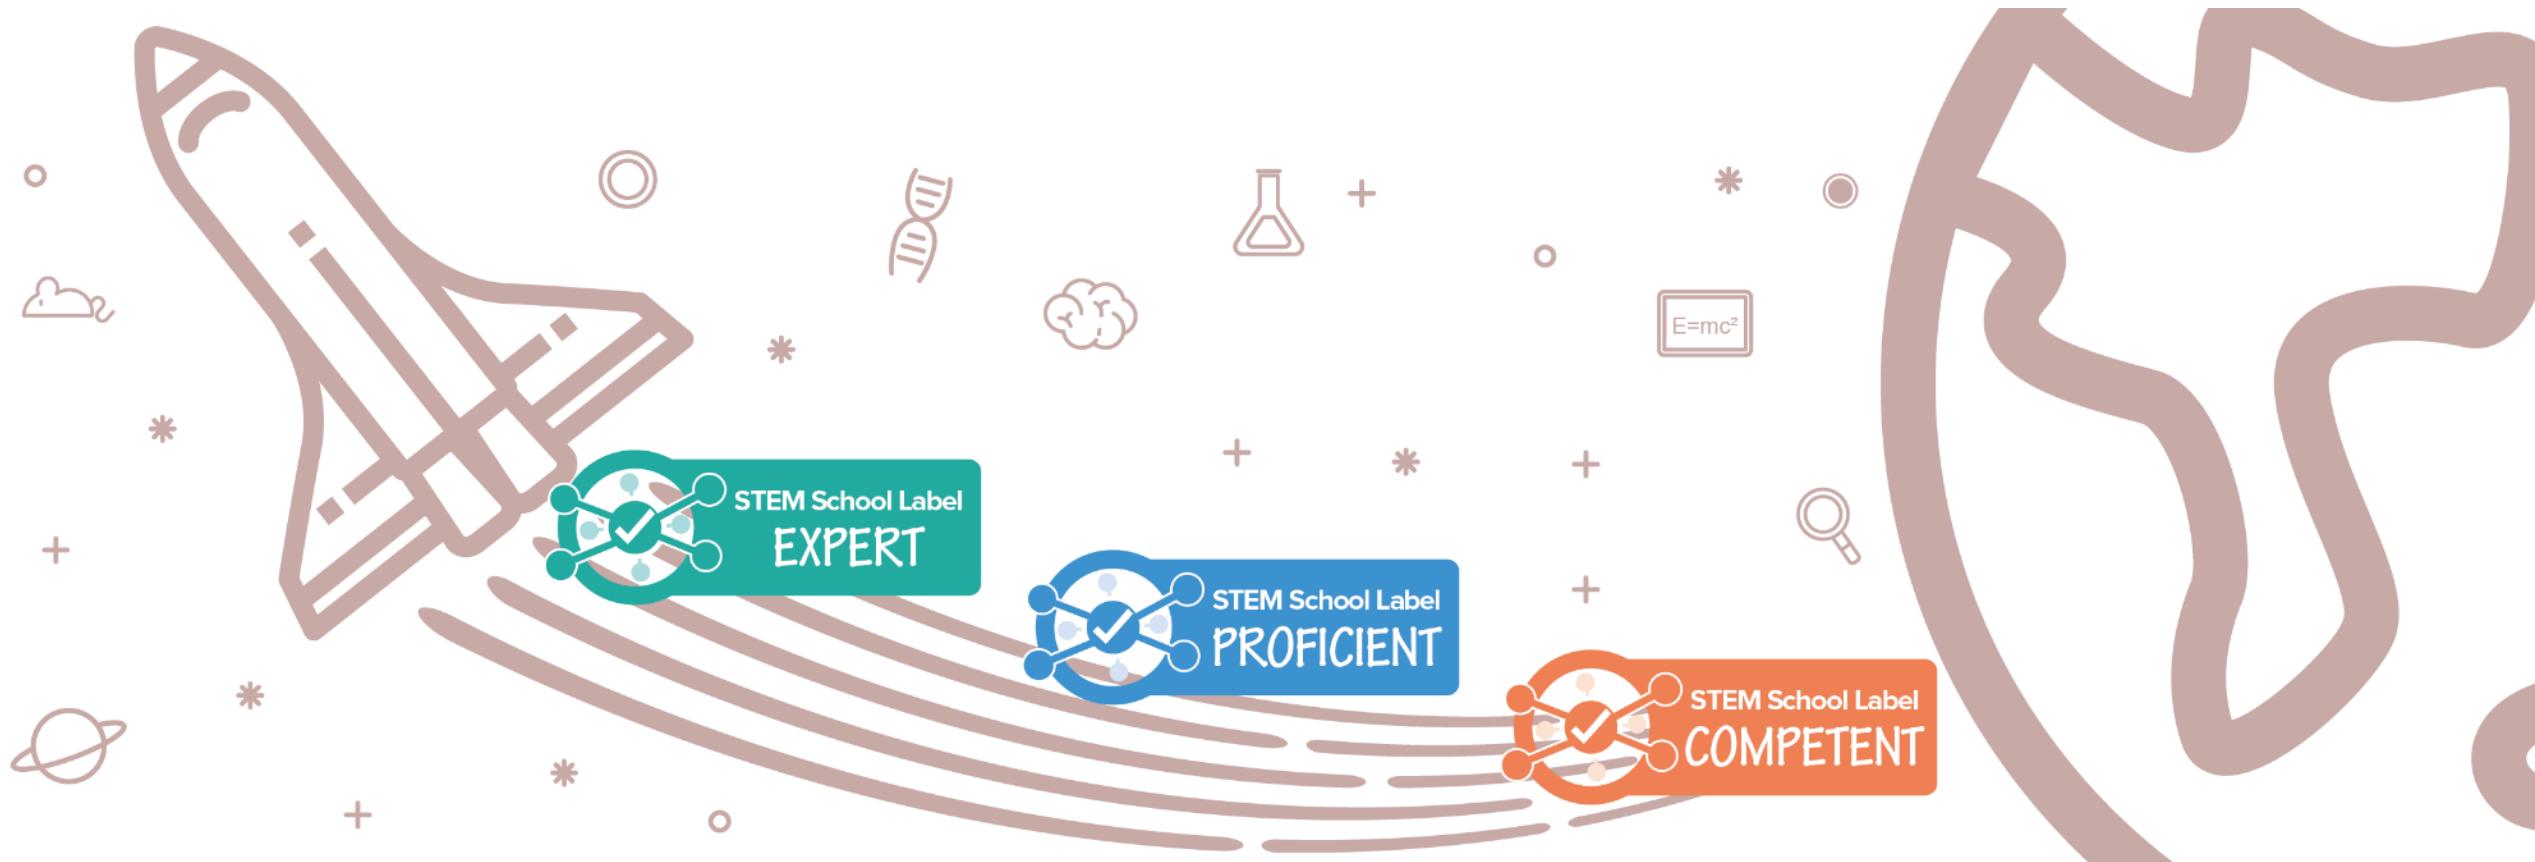 E=mc²
STEM School Label
EXPERT
STEM School Label
PROFICIENT
STEM School Label
COMPETENT